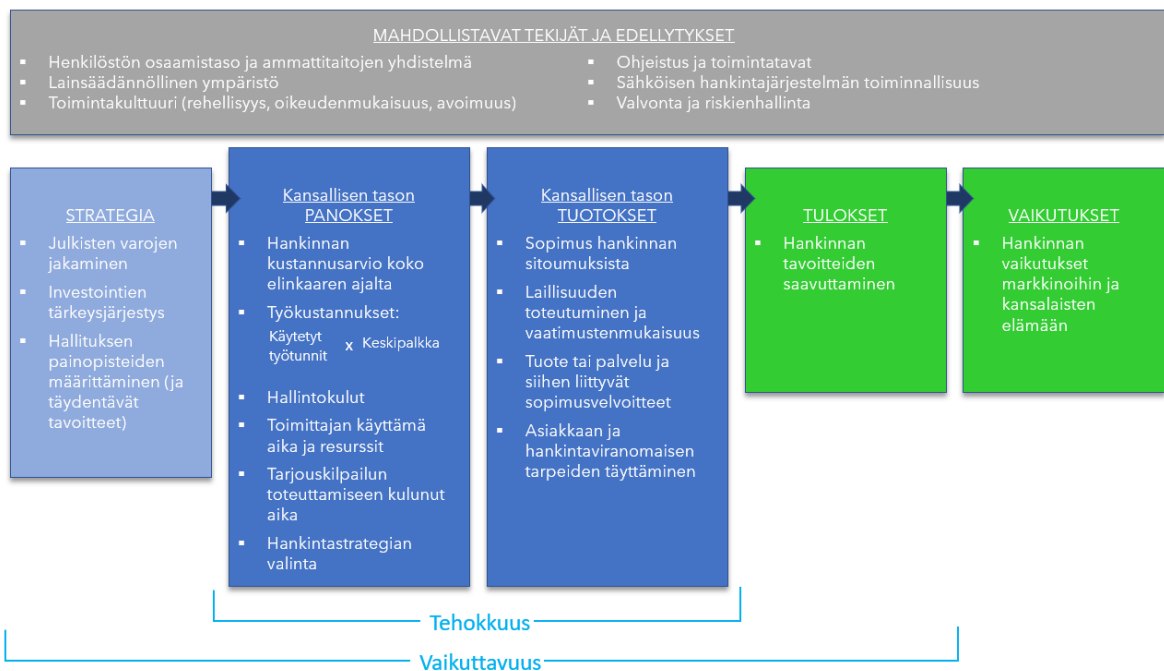 MAHDOLLISTAVAT TEKIJÄT JA EDELLYTYKSET
▪ Henkilöstön osaamistaso ja ammattitaitojen yhdistelmä
▪ Lainsäädännöllinen ympäristö
▪ Toimintakulttuuri (rehellisyys, oikeudenmukaisuus, avoimuus)
▪ Ohjeistus ja toimintatavat
▪ Sähköisen hankintajärjestelmän toiminnallisuus
▪ Valvonta ja riskienhallinta
STRATEGIA
▪ Julkisten varojen
jakaminen
▪ Investointien
tärkeysjärjestys
▪ Hallituksen
painopisteiden
määrittäminen (ja
täydentävät
tavoitteet)
Kansallisen tason
PANOKSET
▪ Hankinnan
kustannusarvio koko
elinkaaren ajalta
▪ Työkustannukset:
Käytetyt
työtunnit x Keskipalkka
▪ Hallintokulut
▪ Toimittajan käyttämä
aika ja resurssit
▪ Tarjouskilpailun
toteuttamiseen kulunut
aika
▪ Hankintastrategian
valinta
Kansallisen tason
TUOTOKSET
▪ Sopimus hankinnan
sitoumuksista
▪ Laillisuuden
toteutuminen ja
vaatimustenmukaisuus
▪ Tuote tai palvelu ja
siihen liittyvät
sopimusvelvoitteet
▪ Asiakkaan ja
hankintaviranomaisen
tarpeiden täyttäminen
TULOKSET
▪ Hankinnan
tavoitteiden
saavuttaminen
VAIKUTUKSET
▪ Hankinnan
vaikutukset
markkinoihin ja
kansalaisten
elämään
Tehokkuus
Vaikuttavuus